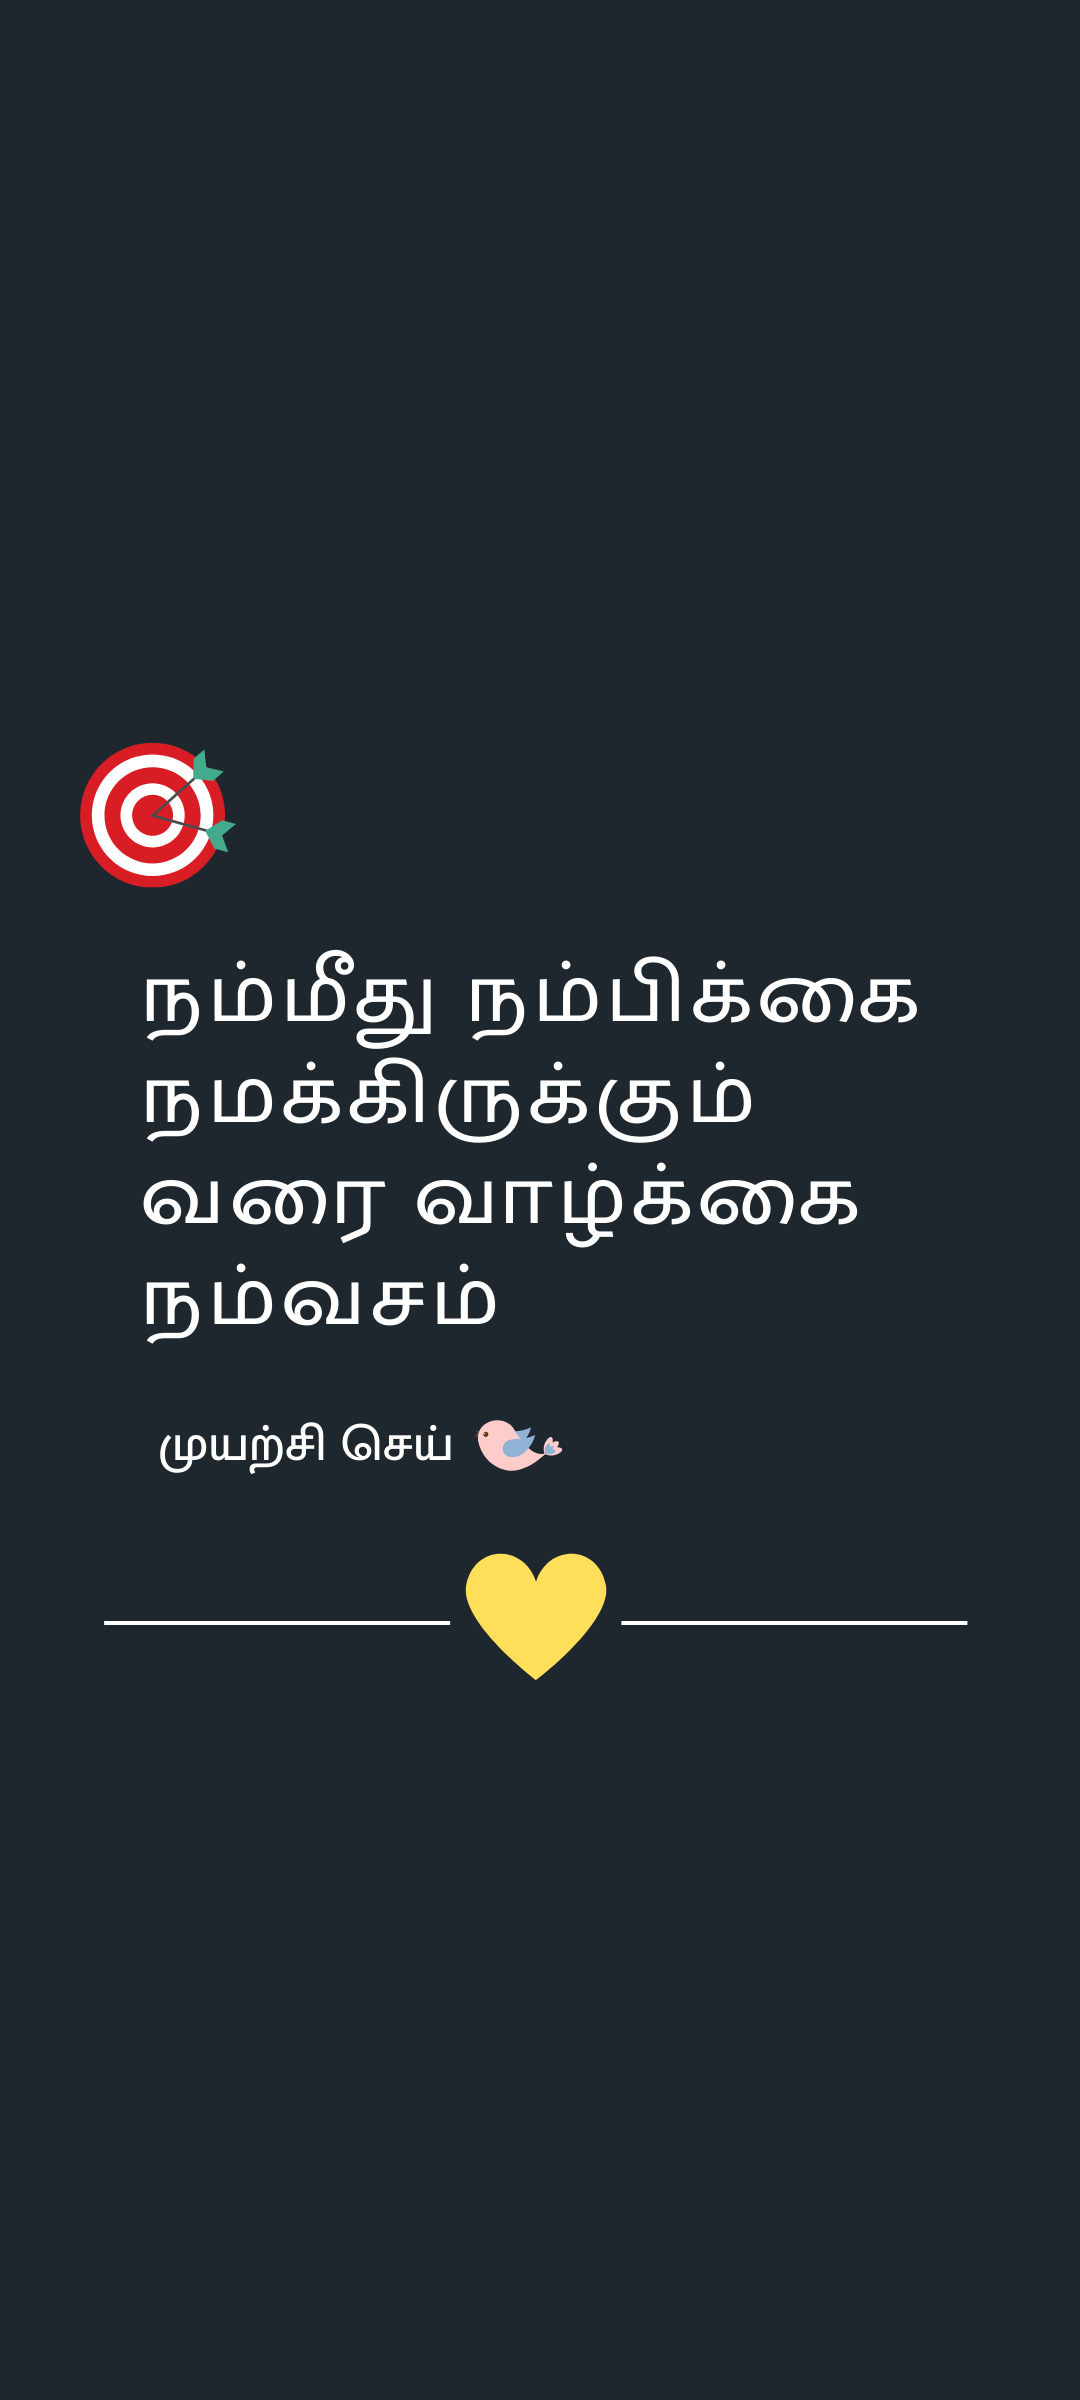 நம்மீது நம்பிக்கை
நமக்கிருக்கும்
வரை வாழ்க்கை
நம்வசம்
முயற்சி செய்